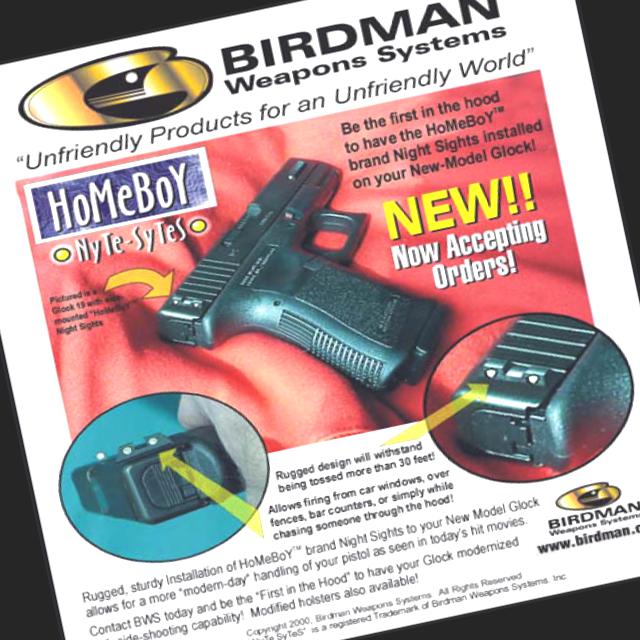 BIRDMAN
Weapons Systems
"Unfriendly Products for an Unfriendly World"
HoMeBoY
NyTe-SyTeS
Be the first in the hood
to have the HoMeBoY™
brand Night Sights installed
on your New-Model Glock!
NEW!!
Now Accepting
Orders!
Pictured is a
Glock 19 with side-
mounted "HoMeBoY"
Night Sights
Rugged design will withstand
being tossed more than 30 feet!
Allows firing from car windows, over
fences, bar counters, or simply while
chasing someone through the hood!
BIRDMAN
Weapons Systems
www.birdman.
Rugged, sturdy Installation of HoMeBoY™ brand Night Sights to your New Model Glock
allows for a more "modern-day" handling of your pistol as seen in today's hit movies.
Contact BWS today and be the "First in the Hood" to have your Glock modernized
side-shooting capability! Modified holsters also available!
Copyright 2000, Birdman Weapons Systems All Rights Reserved
"NyTe SyTeS" is a registered Trademark of Birdman Weapons Systems, Inc